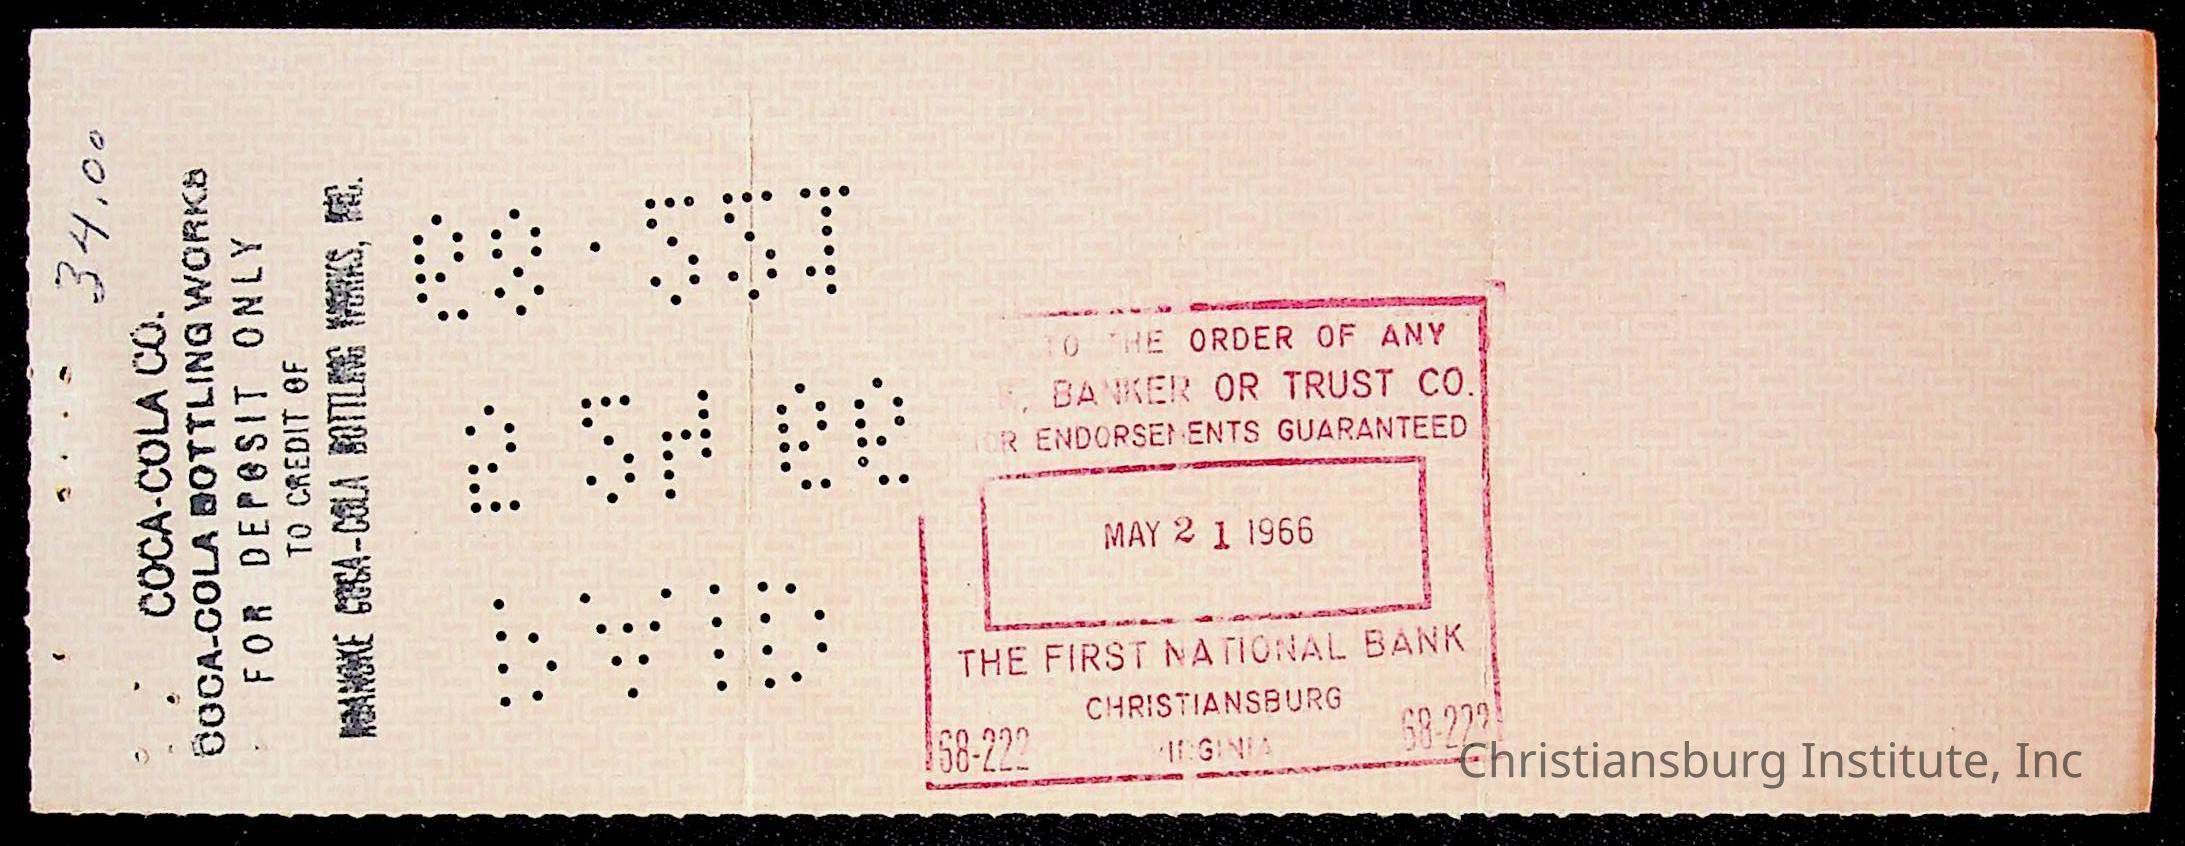 34.00
COCA-COLA CO.
COCA-COLA BOTTLING WORKS
FOR DEPOSIT ONLY
TO CREDIT OF
ROANOKE COCA-COLA BOTTLING WORKS, INC.
TO THE ORDER OF ANY
, BANKER OR TRUST CO.
ENDORSEMENTS GUARANTEED
MAY 21 1966
THE FIRST NATIONAL BANK
CHRISTIANSBURG
68-222 VIRGINIA 68-222
Christiansburg Institute, Inc